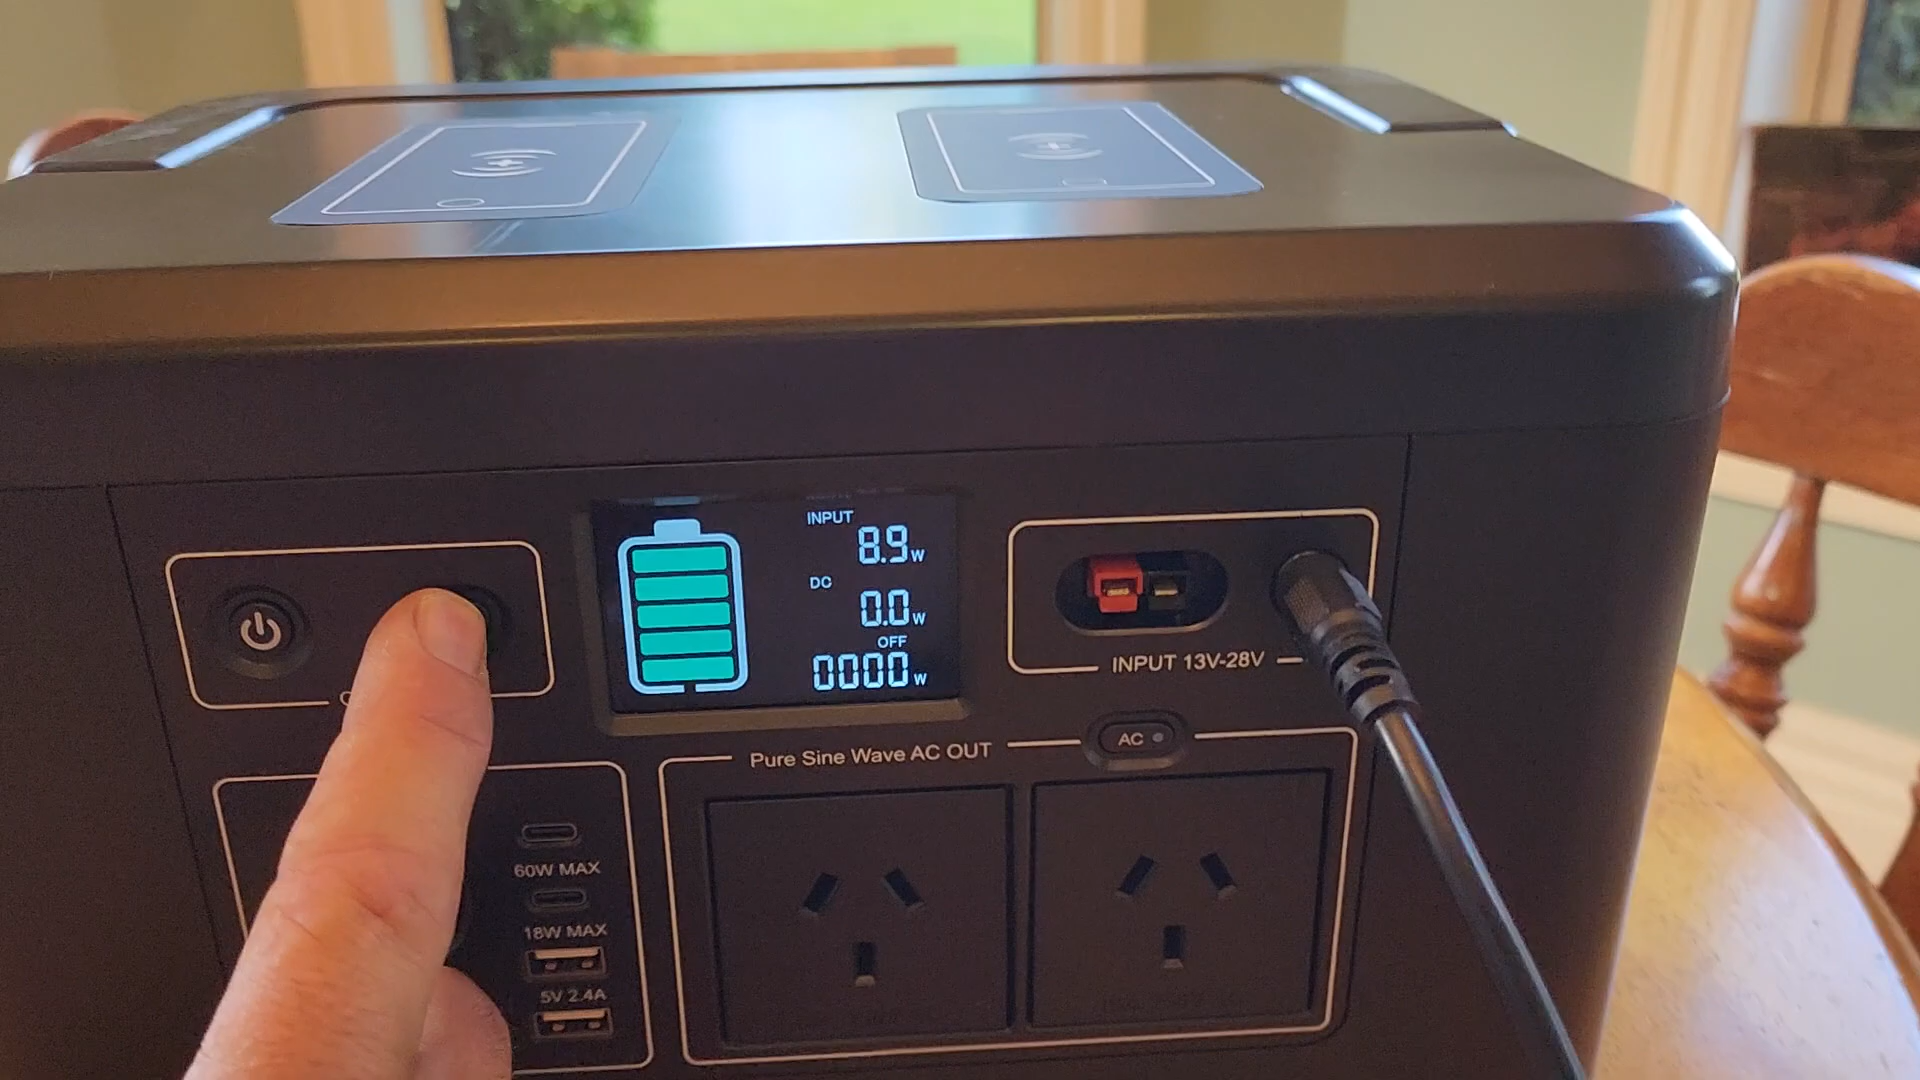 INPUT
8.9W
DC
0.0W
OFF
0000W
INPUT 13V-28V
AC
Pure Sine Wave AC OUT
60W MAX
18W MAX
5V 2.4A